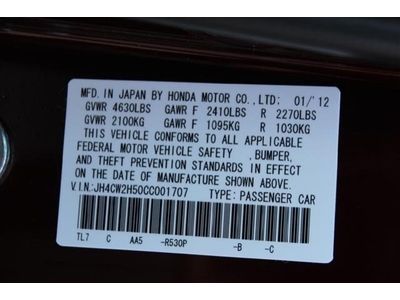 MFD. IN JAPAN BY HONDA MOTOR CO., LTD: 01/'12
GVWR 4630LBS GAWR F 2410LBS R 2270LBS
GVWR 2100KG GAWR F 1095KG R 1030KG
THIS VEHICLE CONFORMS TO ALL APPLICABLE
FEDERAL MOTOR VEHICLE SAFETY , BUMPER,
AND THEFT PREVENTION STANDARDS IN EFFECT
ON THE DATE OF MANUFACTURE SHOWN ABOVE.
V.I.N:JH4CW2H50CC001707 TYPE: PASSENGER CAR
TL7 C AA5 -R530P -B -C